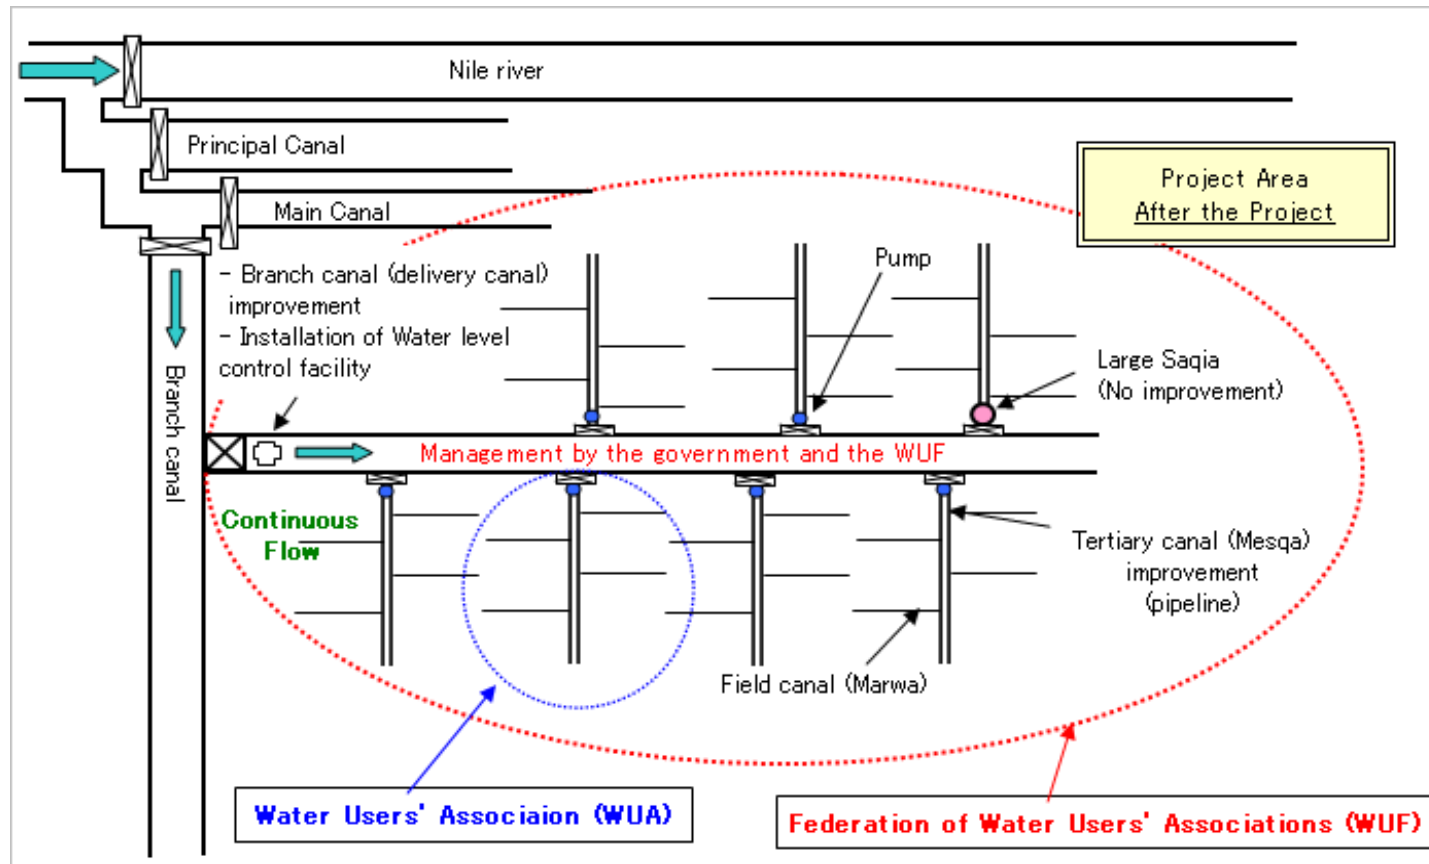 Nile river
Principal Canal
Main Canal
Project Area
After the Project
- Branch canal (delivery canal)
improvement
- Installation of Water level
control facility
Pump
Large Saqia
(No improvement)
Branch canal
Management by the government and the WUF
Continuous
Flow
Tertiary canal (Mesqa)
improvement
(pipeline)
Field canal (Marwa)
Water Users' Associaion (WUA)
Federation of Water Users' Associations (WUF)